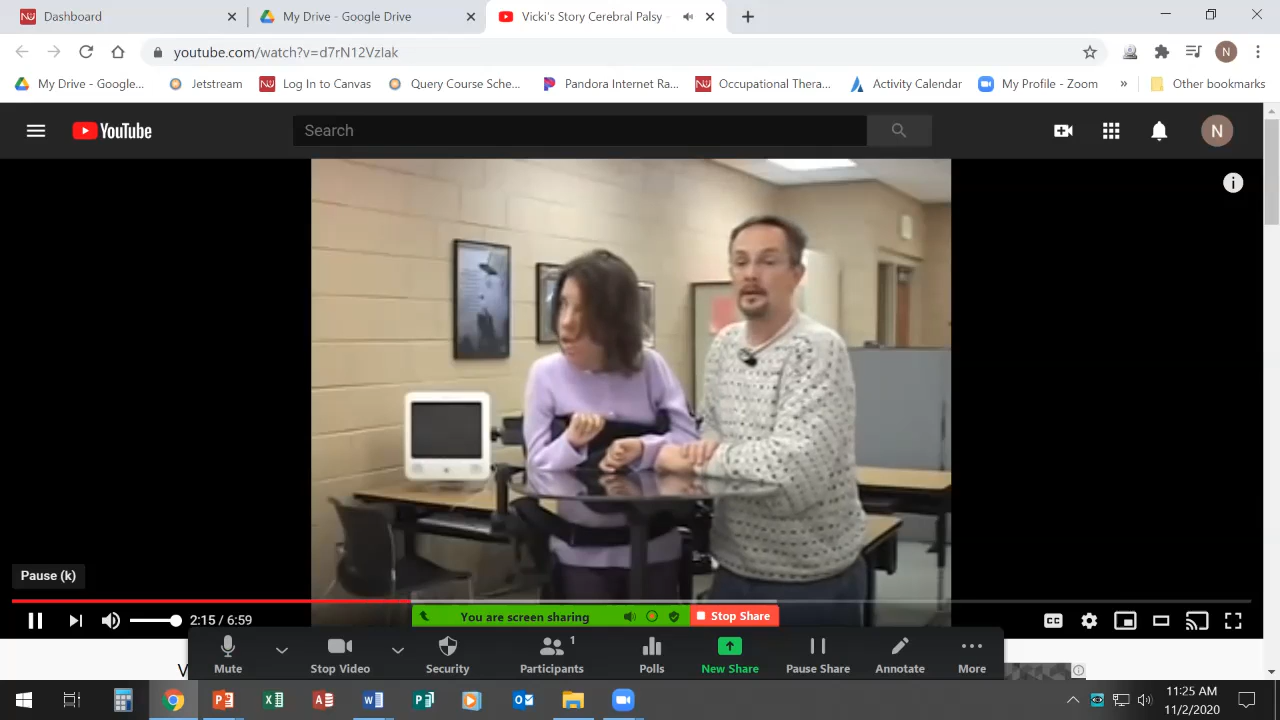 Dashboard
My Drive - Google Drive
Vicki's Story Cerebral Palsy
youtube.com/watch?v=d7rN12Vzlak
N
My Drive - Google...
Jetstream
Log In to Canvas
Query Course Sche...
Pandora Internet Ra...
Occupational Thera...
Activity Calendar
My Profile - Zoom
»
Other bookmarks
YouTube
Search
N
Pause (k)
You are screen sharing
Stop Share
2:15 / 6:59
CC
Mute
Stop Video
Security
Participants
1
Polls
New Share
Pause Share
Annotate
More
V
11:25 AM
11/2/2020